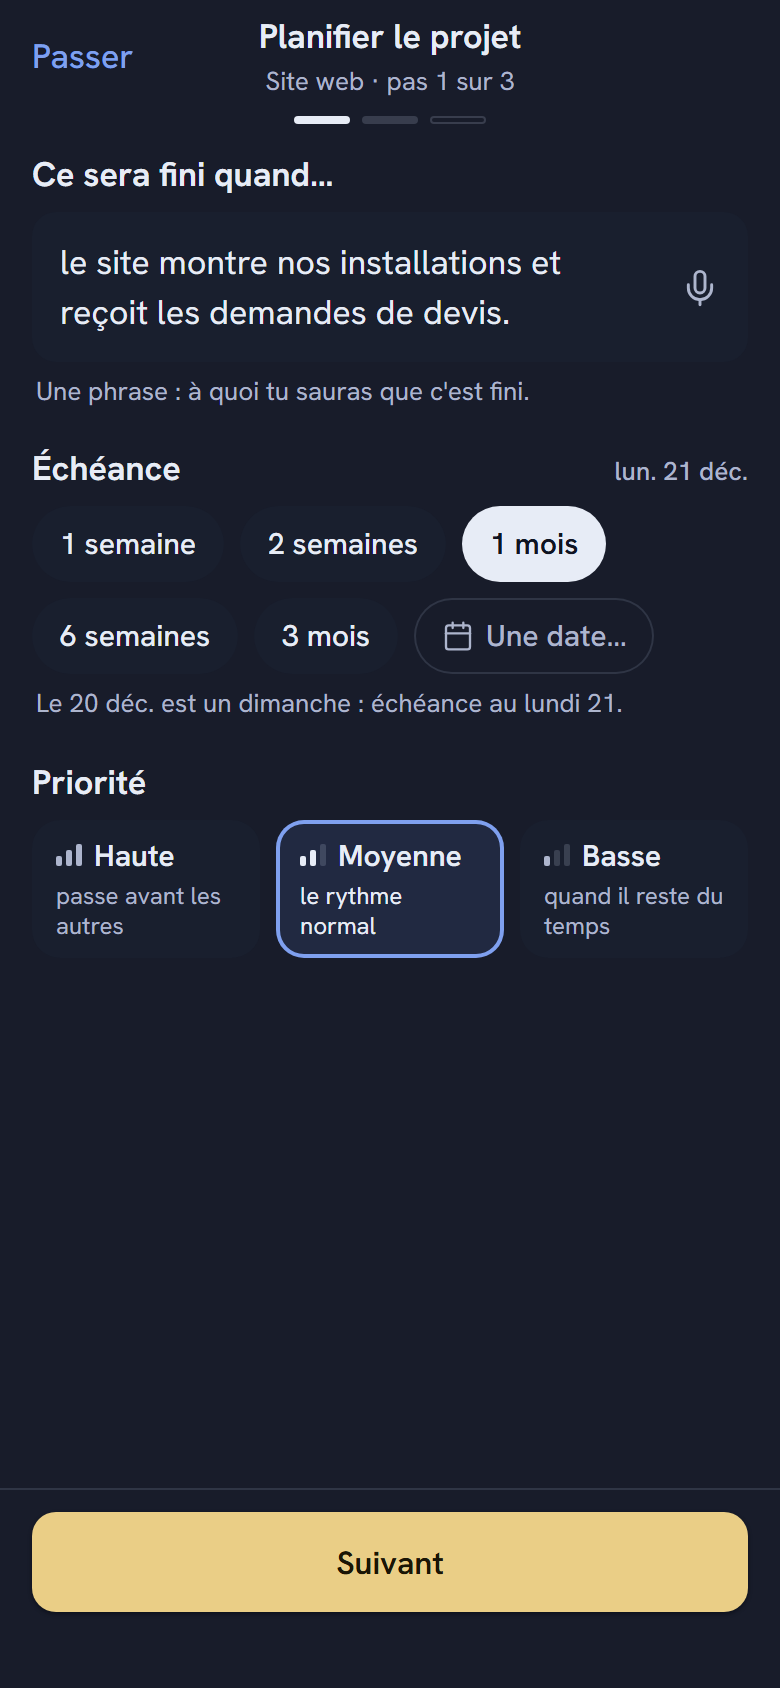 Passer
Planifier le projet
Site web · pas 1 sur 3
Ce sera fini quand…
le site montre nos installations et
reçoit les demandes de devis.
Une phrase : à quoi tu sauras que c'est fini.
Échéance
lun. 21 déc.
1 semaine
2 semaines
1 mois
6 semaines
3 mois
Une date…
Le 20 déc. est un dimanche : échéance au lundi 21.
Priorité
Haute
passe avant les
autres
Moyenne
le rythme
normal
Basse
quand il reste du
temps
Suivant